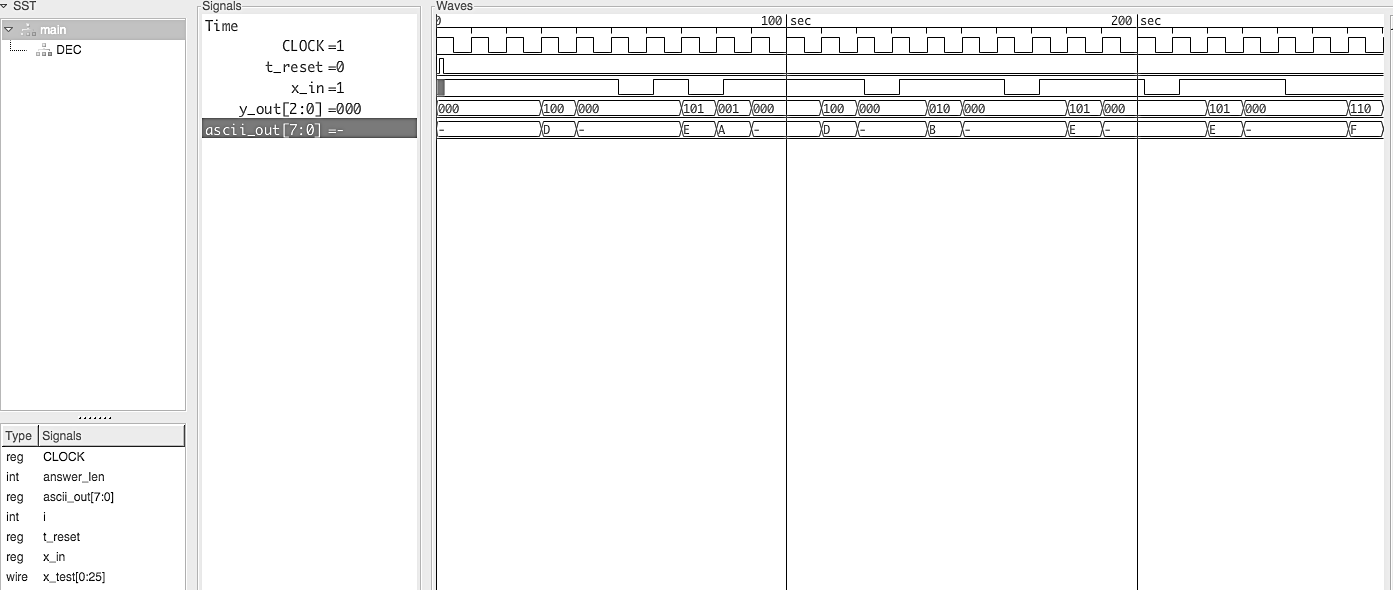 SST
main
DEC
Type Signals
reg CLOCK
int answer_len
reg ascii_out[7:0]
int i
reg t_reset
reg x_in
wire x_test[0:25]
Signals
Time
CLOCK =1
t_reset =0
x_in =1
y_out[2:0] =000
ascii_out[7:0] =-
Waves
0 100 sec 200 sec
000 100 000 101 001 000 100 000 010 000 101 000 101 000 110
- D - E A - D - B - E - E - F